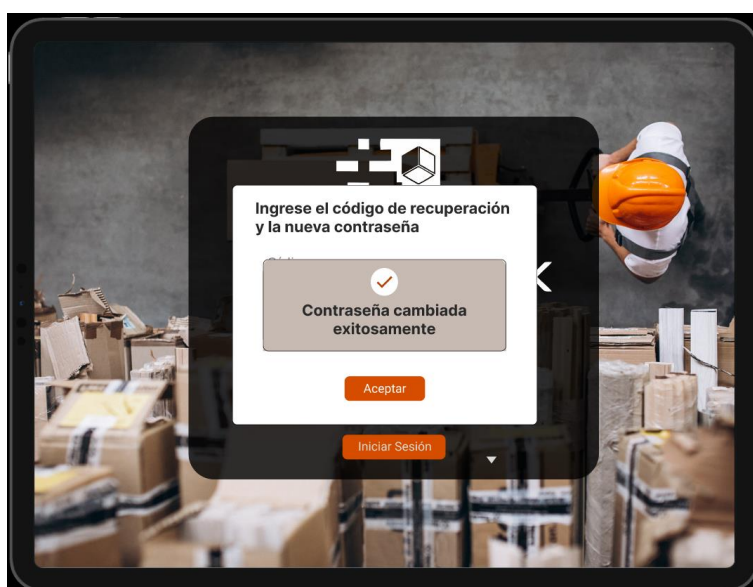 Ingrese el código de recuperación
y la nueva contraseña
Contraseña cambiada
exitosamente
Aceptar
Iniciar Sesión